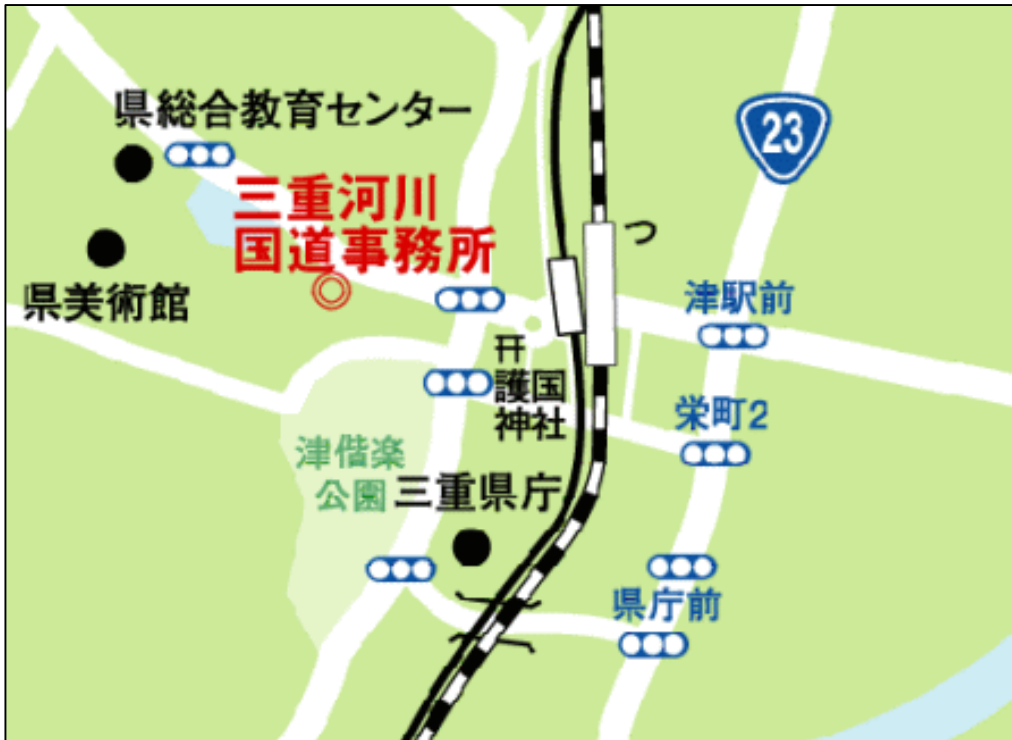 県総合教育センター
23
三重河川
国道事務所
つ
県美術館
津駅前
護国
神社
栄町2
津偕楽
公園
三重県庁
県庁前